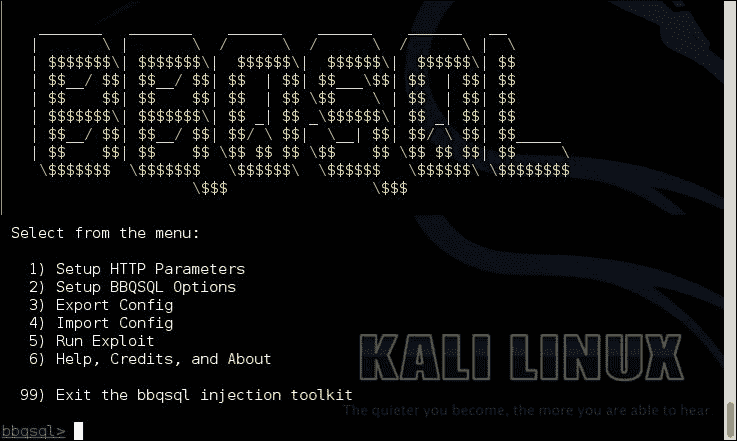 BBQSQL
Select from the menu:
1) Setup HTTP Parameters
2) Setup BBQSQL Options
3) Export Config
4) Import Config
5) Run Exploit
6) Help, Credits, and About
99) Exit the bbqsql injection toolkit
KALI LINUX
The quieter you become, the more you are able to hear
bbqsql>